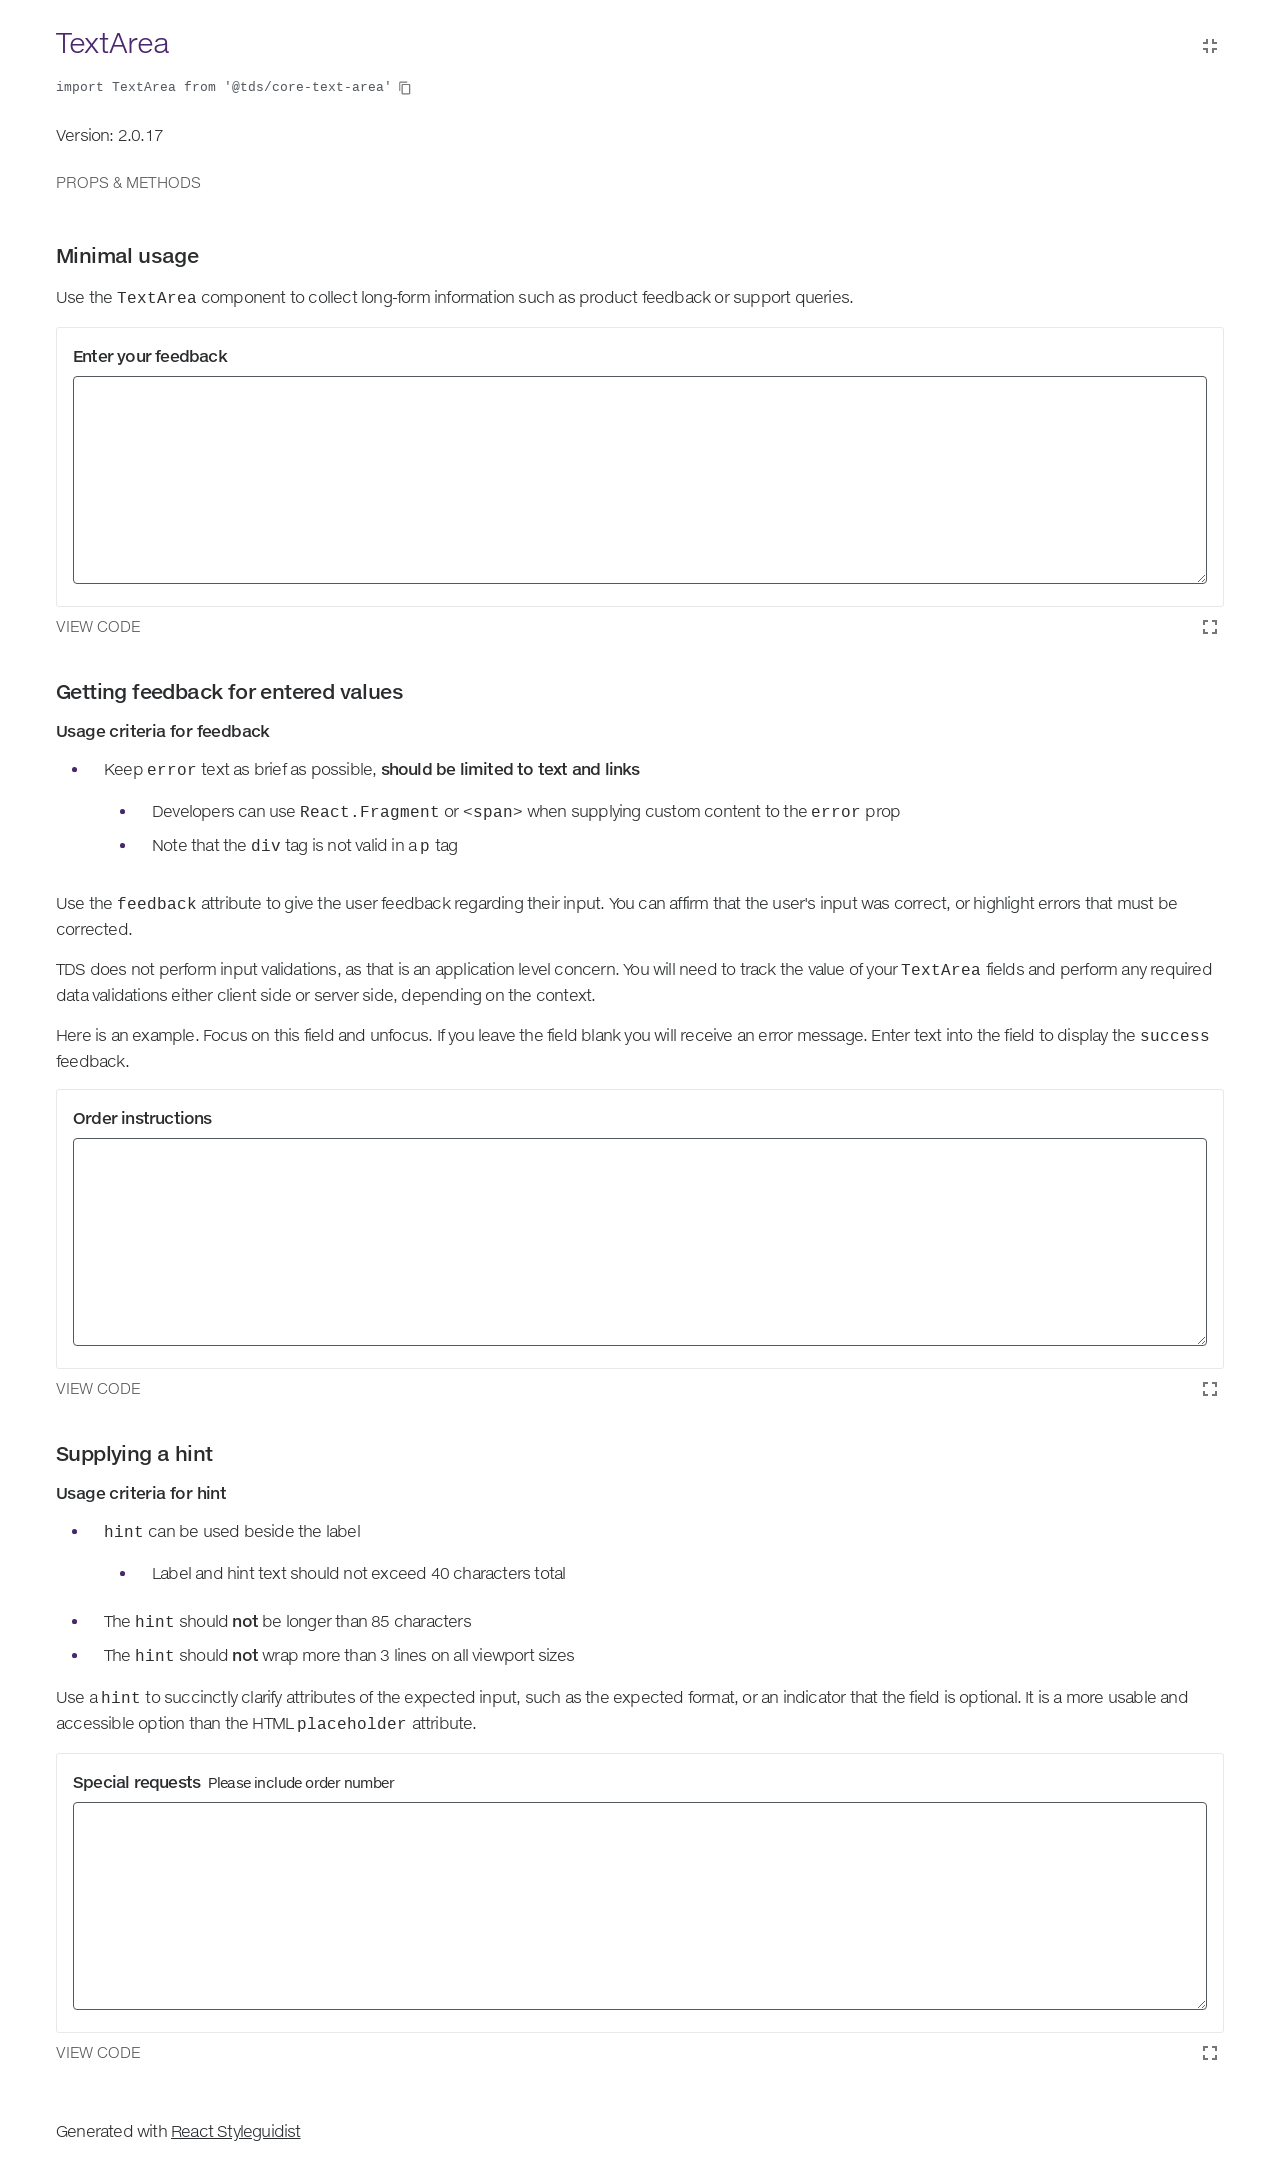 TextArea
import TextArea from '@tds/core-text-area'
Version: 2.0.17
PROPS & METHODS
Minimal usage
Use the TextArea component to collect long-form information such as product feedback or support queries.
Enter your feedback
VIEW CODE
Getting feedback for entered values
Usage criteria for feedback
• Keep error text as brief as possible, should be limited to text and links
• Developers can use React.Fragment or <span> when supplying custom content to the error prop
• Note that the div tag is not valid in a p tag
Use the feedback attribute to give the user feedback regarding their input. You can affirm that the user's input was correct, or highlight errors that must be
corrected.
TDS does not perform input validations, as that is an application level concern. You will need to track the value of your TextArea fields and perform any required
data validations either client side or server side, depending on the context.
Here is an example. Focus on this field and unfocus. If you leave the field blank you will receive an error message. Enter text into the field to display the success
feedback.
Order instructions
VIEW CODE
Supplying a hint
Usage criteria for hint
• hint can be used beside the label
• Label and hint text should not exceed 40 characters total
• The hint should not be longer than 85 characters
• The hint should not wrap more than 3 lines on all viewport sizes
Use a hint to succinctly clarify attributes of the expected input, such as the expected format, or an indicator that the field is optional. It is a more usable and
accessible option than the HTML placeholder attribute.
Special requests Please include order number
VIEW CODE
Generated with React Styleguidist